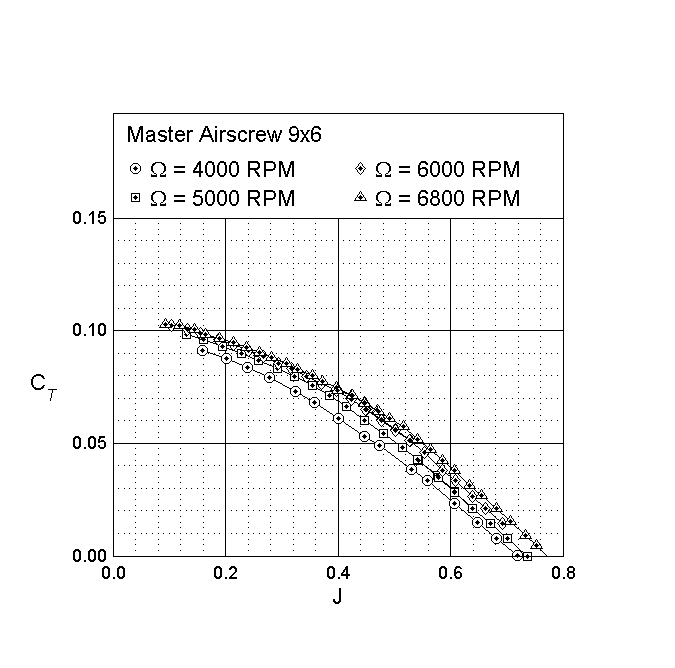 Master Airscrew 9x6
Ω = 4000 RPM
Ω = 6000 RPM
Ω = 5000 RPM
Ω = 6800 RPM
0.15
0.10
C_T
0.05
0.00
0.0 0.2 0.4 0.6 0.8
J